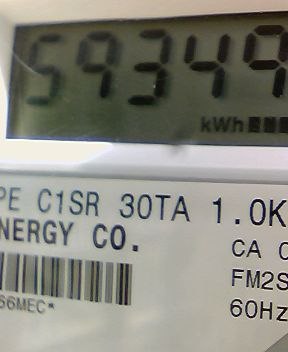 59349
kWh
PE C1SR 30TA 1.0K
NERGY CO.
CA
FM2S
66MEC*
60Hz